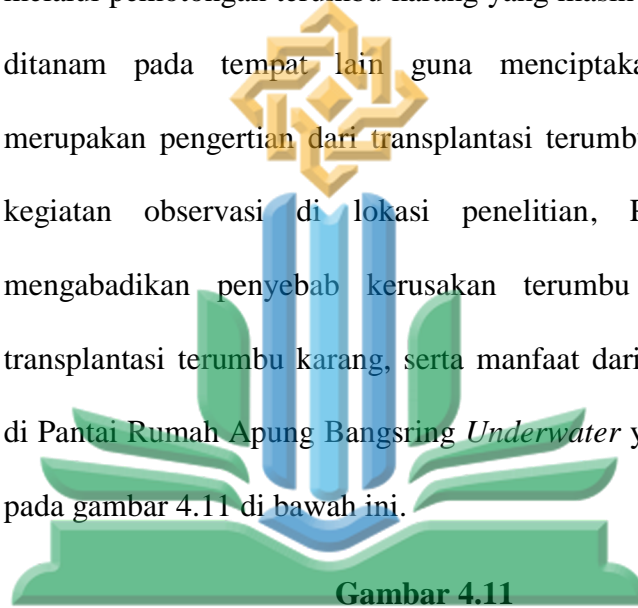 melalui pemotongan terumbu karang yang masih
ditanam pada tempat lain guna menciptaka
merupakan pengertian dari transplantasi terumb
kegiatan observasi di lokasi penelitian,
mengabadikan penyebab kerusakan terumbu
transplantasi terumbu karang, serta manfaat dari
di Pantai Rumah Apung Bangsring Underwater y
pada gambar 4.11 di bawah ini.
Gambar 4.11